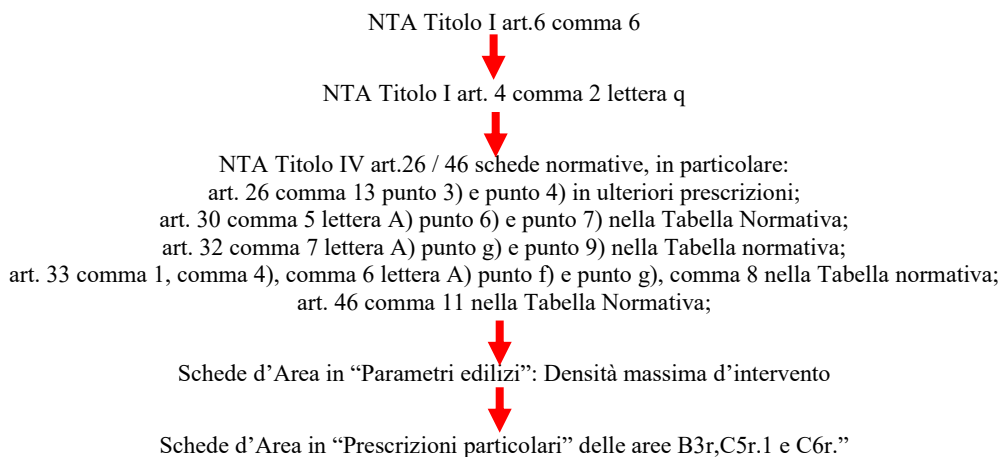 NTA Titolo I art.6 comma 6
NTA Titolo I art. 4 comma 2 lettera q
NTA Titolo IV art.26 / 46 schede normative, in particolare:
art. 26 comma 13 punto 3) e punto 4) in ulteriori prescrizioni;
art. 30 comma 5 lettera A) punto 6) e punto 7) nella Tabella Normativa;
art. 32 comma 7 lettera A) punto g) e punto 9) nella Tabella normativa;
art. 33 comma 1, comma 4), comma 6 lettera A) punto f) e punto g), comma 8 nella Tabella normativa;
art. 46 comma 11 nella Tabella Normativa;
Schede d’Area in “Parametri edilizi”: Densità massima d’intervento
Schede d’Area in “Prescrizioni particolari” delle aree B3r,C5r.1 e C6r.”